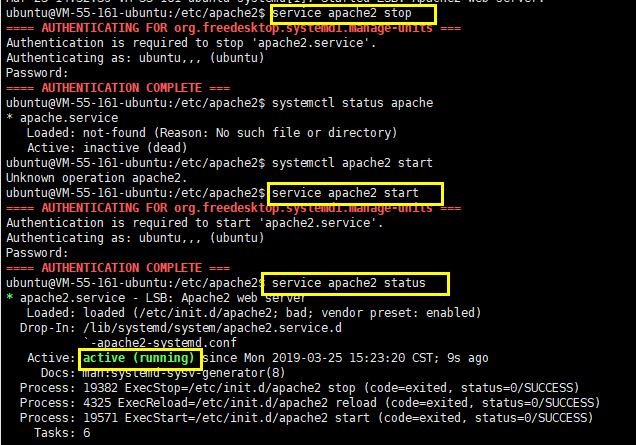 ubuntu@VM-55-161-ubuntu:/etc/apache2$ service apache2 stop
==== AUTHENTICATING FOR org.freedesktop.systemd1.manage-units ===
Authentication is required to stop 'apache2.service'.
Authenticating as: ubuntu,,, (ubuntu)
Password:
==== AUTHENTICATION COMPLETE ===
ubuntu@VM-55-161-ubuntu:/etc/apache2$ systemctl status apache
* apache.service
Loaded: not-found (Reason: No such file or directory)
Active: inactive (dead)
ubuntu@VM-55-161-ubuntu:/etc/apache2$ systemctl apache2 start
Unknown operation apache2.
ubuntu@VM-55-161-ubuntu:/etc/apache2$ service apache2 start
==== AUTHENTICATING FOR org.freedesktop.systemd1.manage-units ===
Authentication is required to start 'apache2.service'.
Authenticating as: ubuntu,,, (ubuntu)
Password:
==== AUTHENTICATION COMPLETE ===
ubuntu@VM-55-161-ubuntu:/etc/apache2$ service apache2 status
* apache2.service - LSB: Apache2 web server
Loaded: loaded (/etc/init.d/apache2; bad; vendor preset: enabled)
Drop-In: /lib/systemd/system/apache2.service.d
`-apache2-systemd.conf
Active: active (running) since Mon 2019-03-25 15:23:20 CST; 9s ago
Docs: man:systemd-sysv-generator(8)
Process: 19382 ExecStop=/etc/init.d/apache2 stop (code=exited, status=0/SUCCESS)
Process: 4325 ExecReload=/etc/init.d/apache2 reload (code=exited, status=0/SUCCESS)
Process: 19571 ExecStart=/etc/init.d/apache2 start (code=exited, status=0/SUCCESS)
Tasks: 6